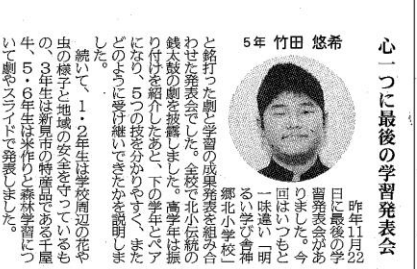 心一つに最後の学習発表会
5年 竹田 悠希
昨年11月22
日に最後の学
習発表会があ
りました。今
回はいつもと
一味違い「明
るい学び舎神
郷北小学校」
と銘打った劇と学習の成果発表を組み合
わせた発表会でした。全校で北小伝統の
銭太鼓の劇を披露しました。高学年は振
り付けを紹介したあと、下の学年とペア
になり、5つの技を分かりやすく、また
どのように受け継いできたかを説明しま
した。
続いて、1・2年生は学校周辺の花や
虫の様子と地域の安全を守っているも
の、3年生は新見市の特産品である千屋
牛、5・6年生は米作りと森林学習につ
いて劇やスライドで発表しました。